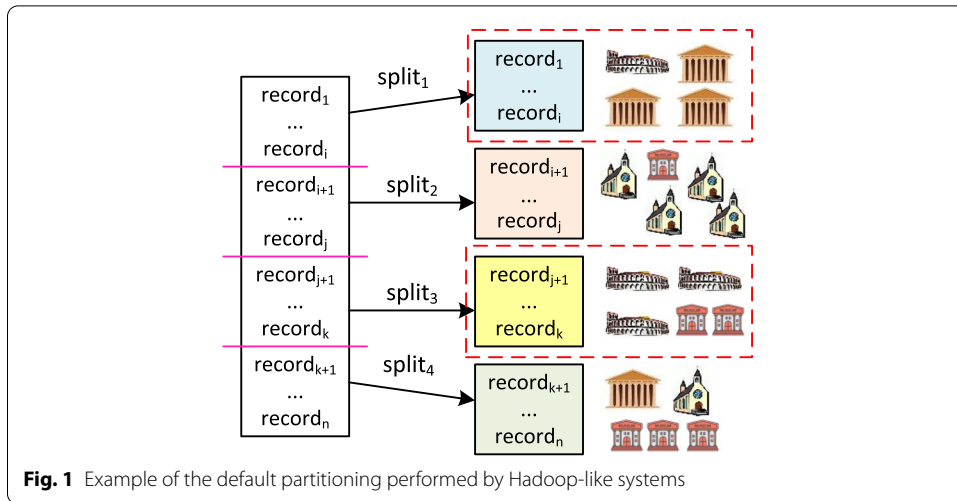 record1
...
recordi
recordi+1
...
recordj
recordj+1
...
recordk
recordk+1
...
recordn
split1
split2
split3
split4
record1
...
recordi
recordi+1
...
recordj
recordj+1
...
recordk
recordk+1
...
recordn
Fig. 1 Example of the default partitioning performed by Hadoop-like systems